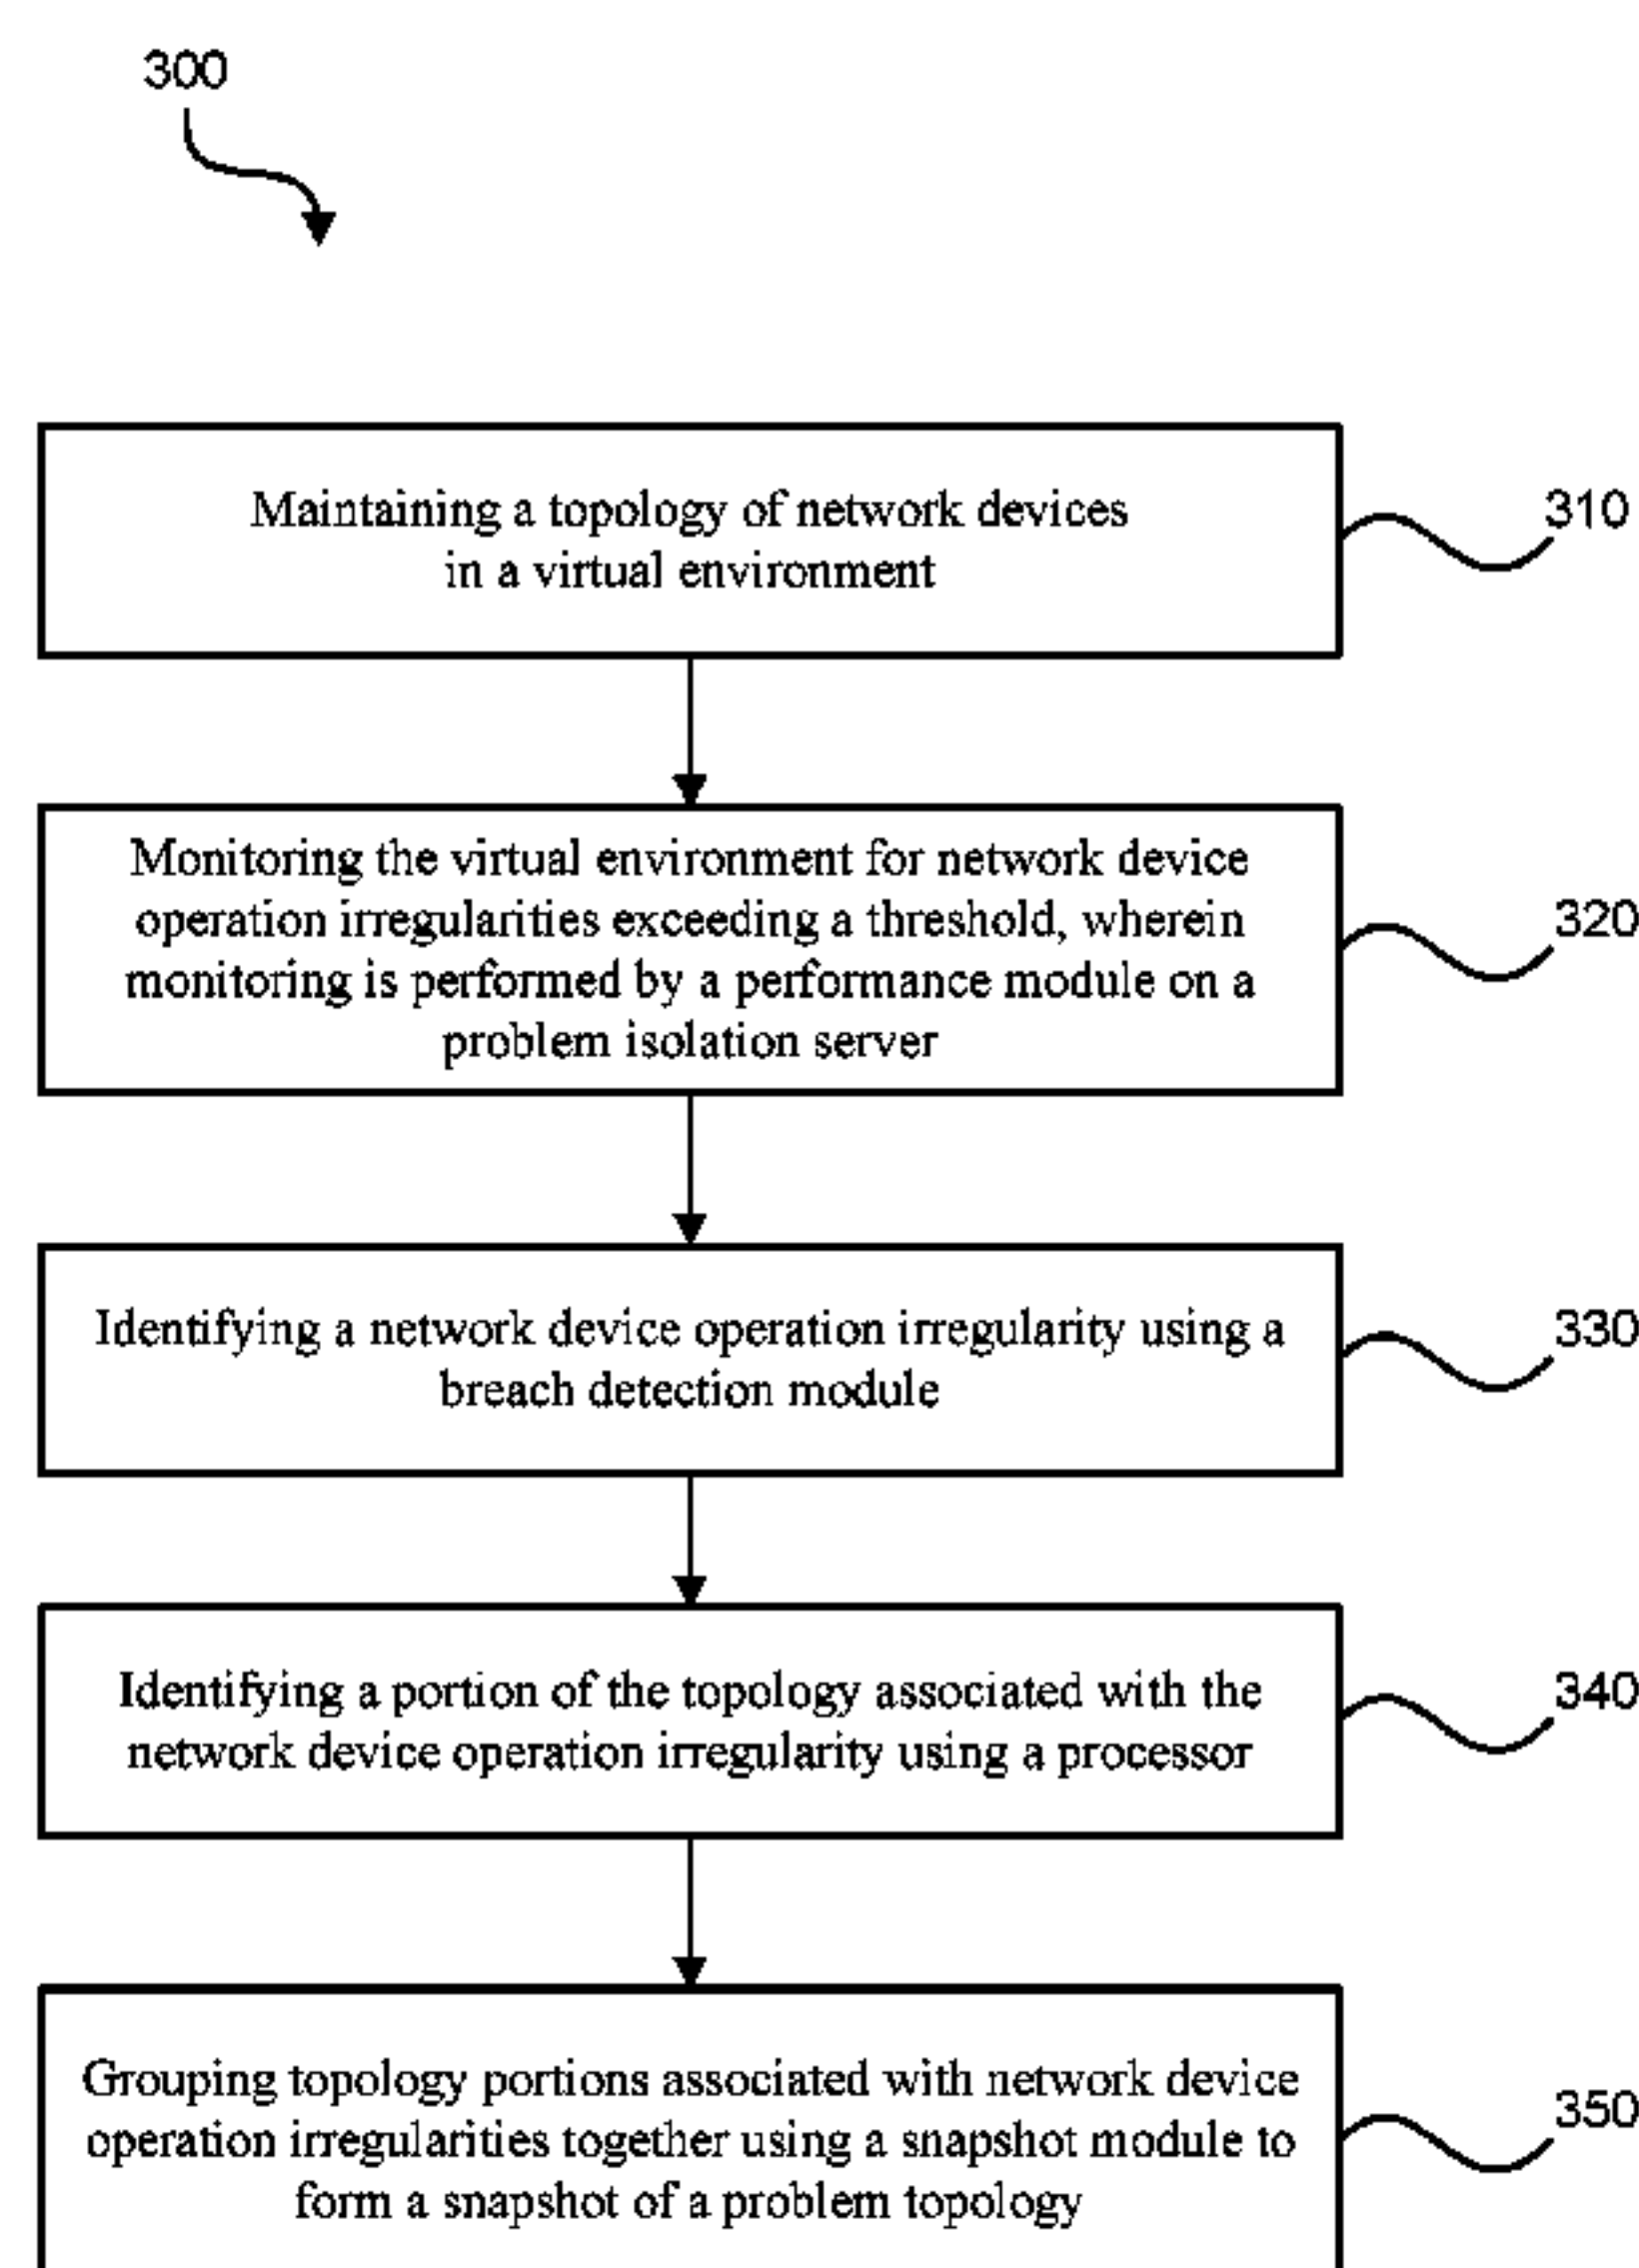 300
Maintaining a topology of network devices
in a virtual environment
310
Monitoring the virtual environment for network device
operation irregularities exceeding a threshold, wherein
monitoring is performed by a performance module on a
problem isolation server
320
Identifying a network device operation irregularity using a
breach detection module
330
Identifying a portion of the topology associated with the
network device operation irregularity using a processor
340
Grouping topology portions associated with network device
operation irregularities together using a snapshot module to
form a snapshot of a problem topology
350